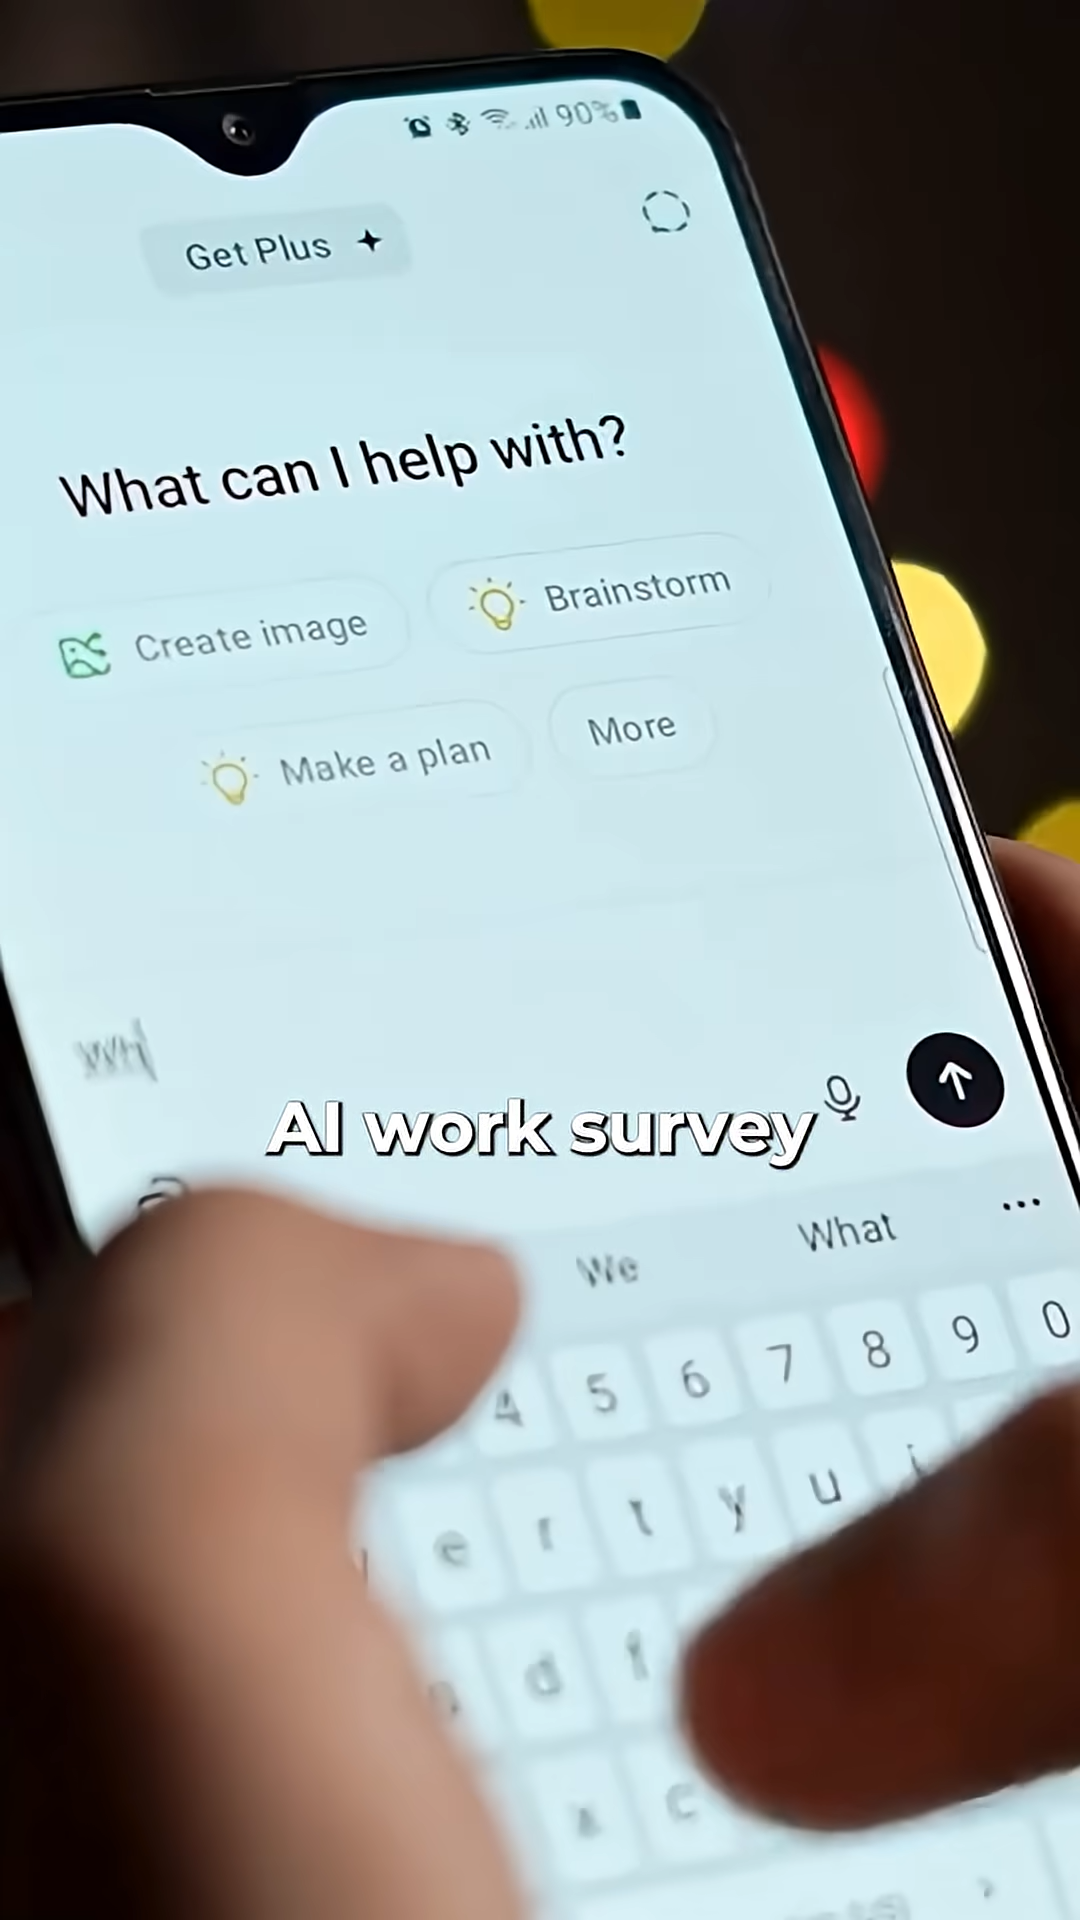 90%
Get Plus
What can I help with?
Create image
Brainstorm
Make a plan
More
Wh
AI work survey
We
What
4 5 6 7 8 9 0
e r t y u i
d f
x c